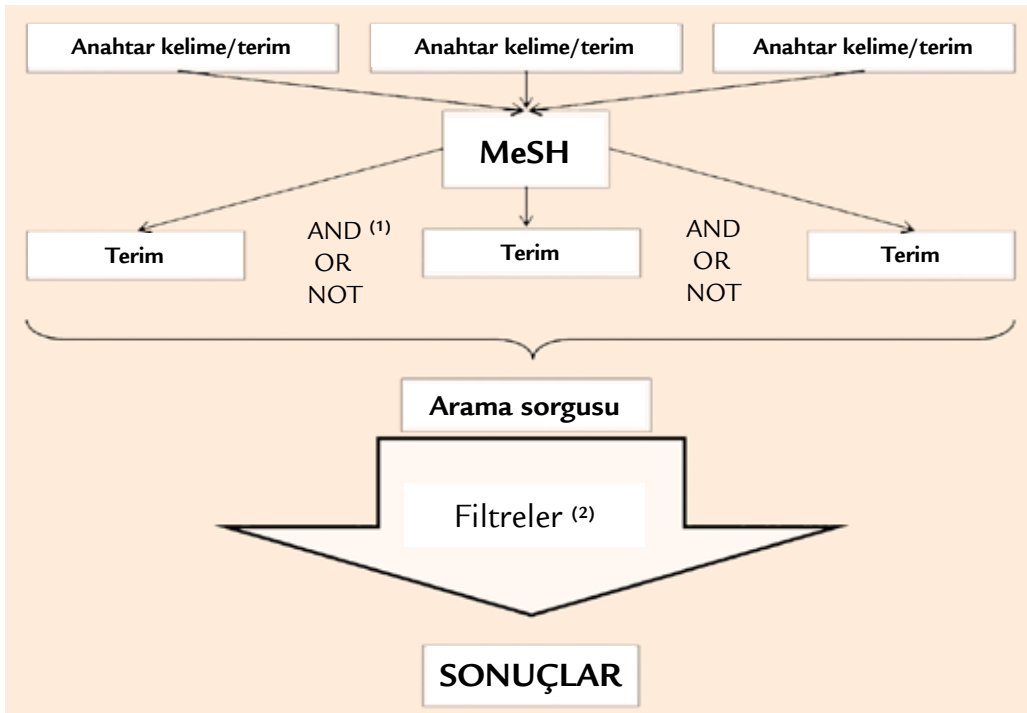 Anahtar kelime/terim
Anahtar kelime/terim
Anahtar kelime/terim
MeSH
Terim
AND (1)
OR
NOT
Terim
AND
OR
NOT
Terim
Arama sorgusu
Filtreler (2)
SONUÇLAR